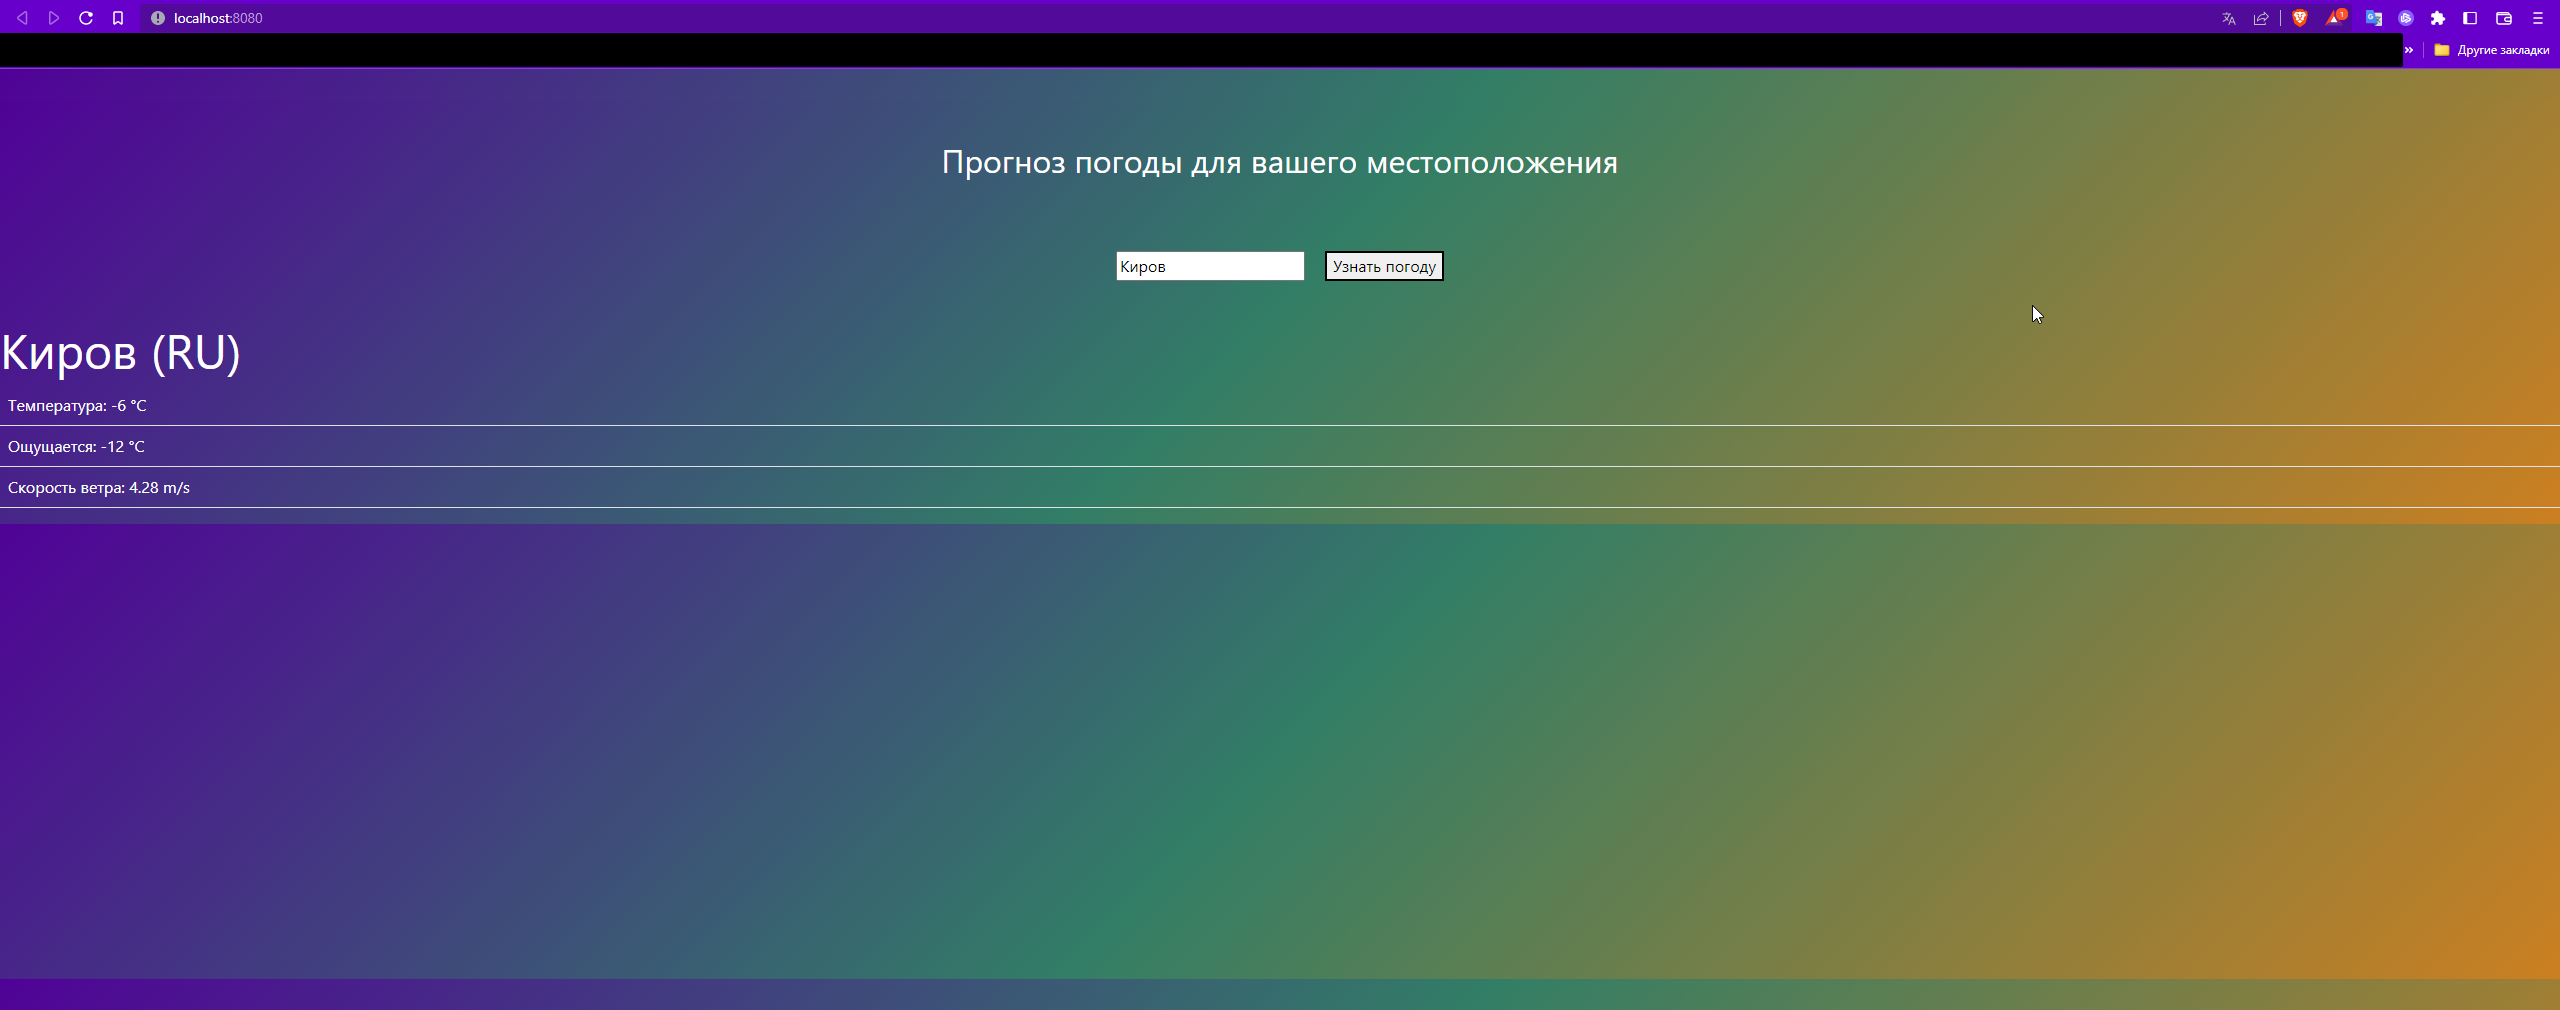 localhost:8080
1
» Другие закладки
Прогноз погоды для вашего местоположения
Киров Узнать погоду
Киров (RU)
Температура: -6 °C
Ощущается: -12 °C
Скорость ветра: 4.28 m/s